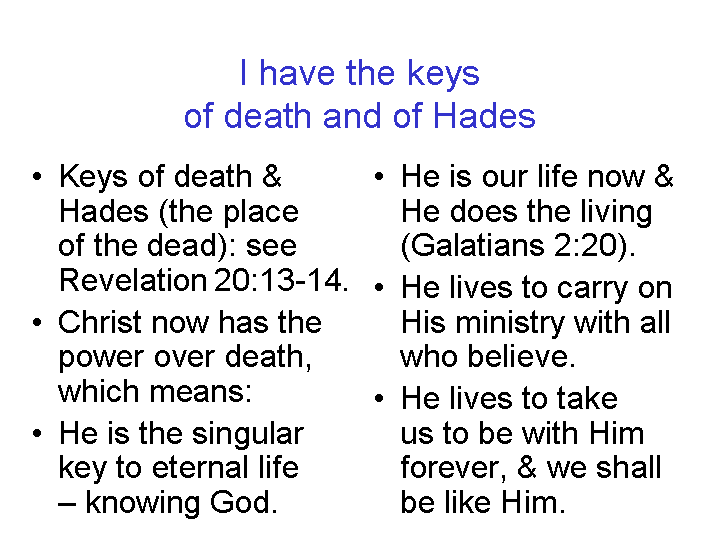 I have the keys
of death and of Hades
• Keys of death &
Hades (the place
of the dead): see
Revelation 20:13-14.
• Christ now has the
power over death,
which means:
• He is the singular
key to eternal life
– knowing God.
• He is our life now &
He does the living
(Galatians 2:20).
• He lives to carry on
His ministry with all
who believe.
• He lives to take
us to be with Him
forever, & we shall
be like Him.